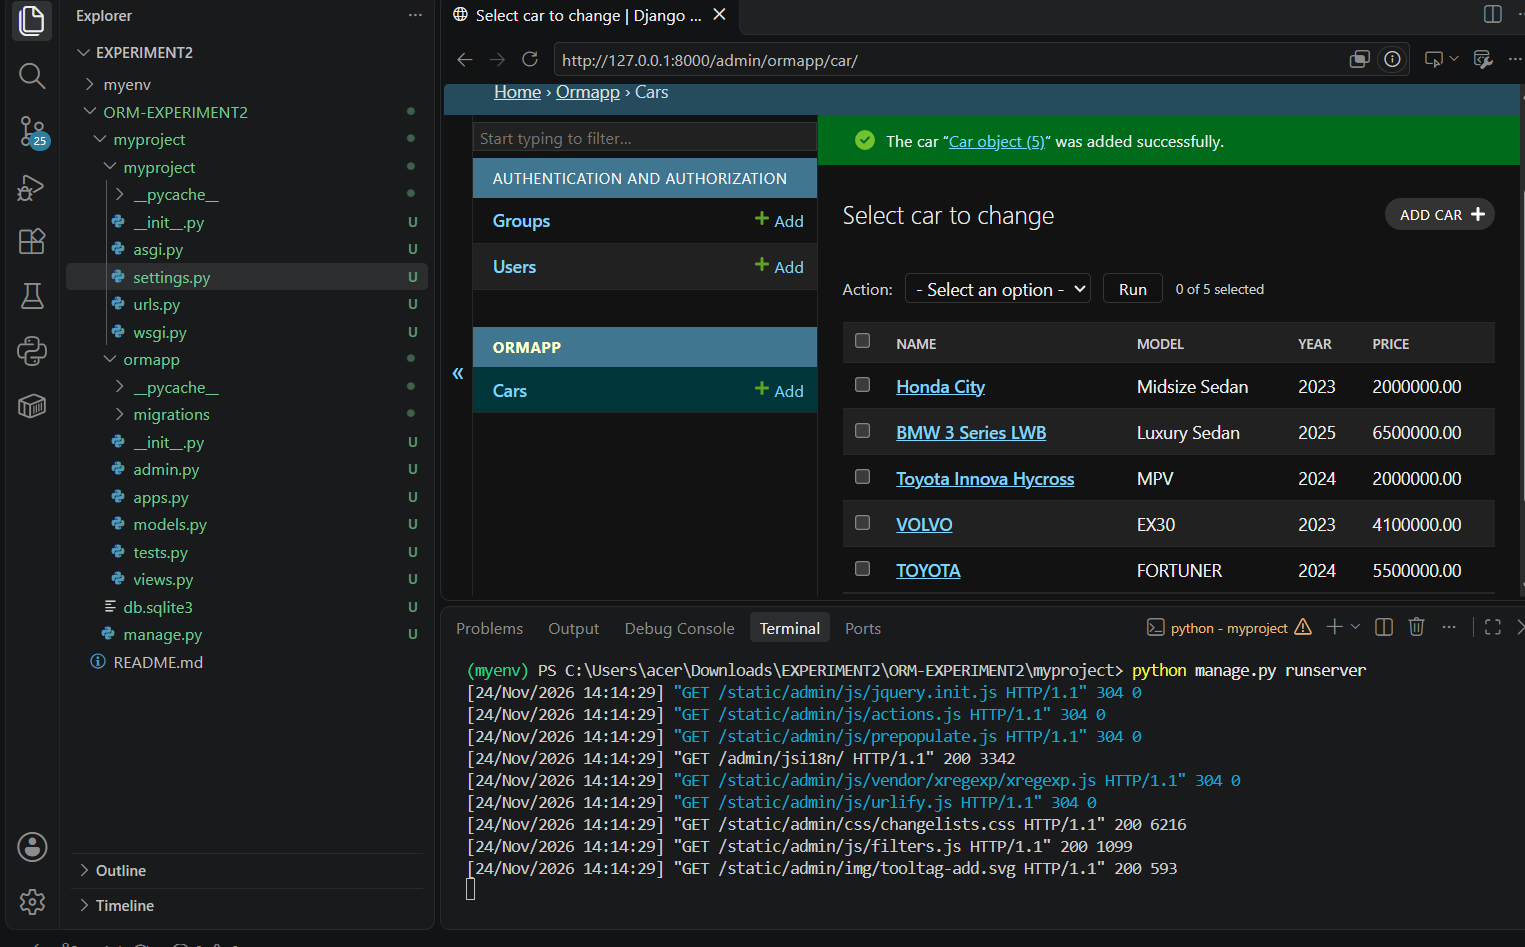 Explorer
EXPERIMENT2
myenv
ORM-EXPERIMENT2
myproject
myproject
__pycache__
__init__.py U
asgi.py U
settings.py U
urls.py U
wsgi.py U
ormapp
__pycache__
migrations
__init__.py U
admin.py U
apps.py U
models.py U
tests.py U
views.py U
db.sqlite3 U
manage.py U
README.md
Outline
Timeline
25
Select car to change | Django ...
http://127.0.0.1:8000/admin/ormapp/car/
Home › Ormapp › Cars
Start typing to filter...
AUTHENTICATION AND AUTHORIZATION
Groups Add
Users Add
ORMAPP
Cars Add
«
The car “Car object (5)” was added successfully.
Select car to change
ADD CAR
Action: - Select an option - Run 0 of 5 selected
NAME MODEL YEAR PRICE
Honda City Midsize Sedan 2023 2000000.00
BMW 3 Series LWB Luxury Sedan 2025 6500000.00
Toyota Innova Hycross MPV 2024 2000000.00
VOLVO EX30 2023 4100000.00
TOYOTA FORTUNER 2024 5500000.00
Problems Output Debug Console Terminal Ports
python - myproject
(myenv) PS C:\Users\acer\Downloads\EXPERIMENT2\ORM-EXPERIMENT2\myproject> python manage.py runserver
[24/Nov/2026 14:14:29] "GET /static/admin/js/jquery.init.js HTTP/1.1" 304 0
[24/Nov/2026 14:14:29] "GET /static/admin/js/actions.js HTTP/1.1" 304 0
[24/Nov/2026 14:14:29] "GET /static/admin/js/prepopulate.js HTTP/1.1" 304 0
[24/Nov/2026 14:14:29] "GET /admin/jsi18n/ HTTP/1.1" 200 3342
[24/Nov/2026 14:14:29] "GET /static/admin/js/vendor/xregexp/xregexp.js HTTP/1.1" 304 0
[24/Nov/2026 14:14:29] "GET /static/admin/js/urlify.js HTTP/1.1" 304 0
[24/Nov/2026 14:14:29] "GET /static/admin/css/changelists.css HTTP/1.1" 200 6216
[24/Nov/2026 14:14:29] "GET /static/admin/js/filters.js HTTP/1.1" 200 1099
[24/Nov/2026 14:14:29] "GET /static/admin/img/tooltag-add.svg HTTP/1.1" 200 593